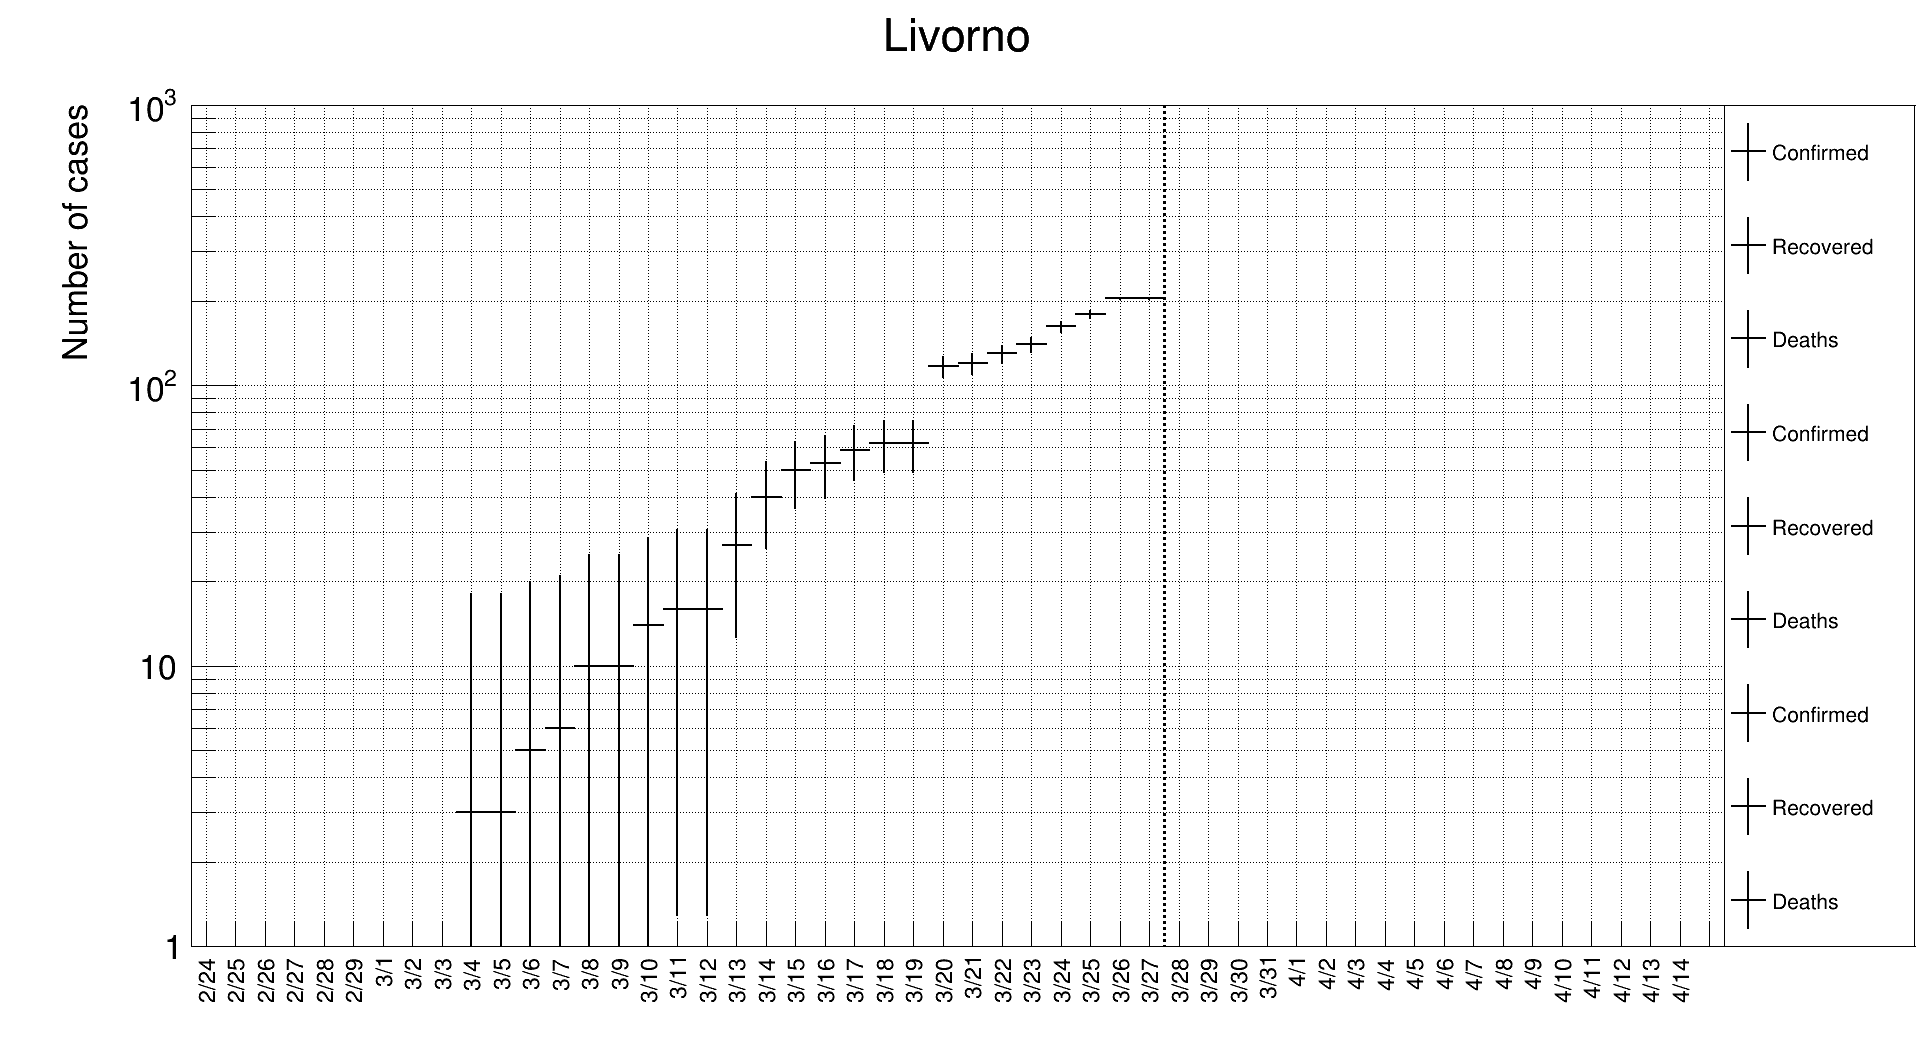 Livorno
Number of cases
10³
10²
10
1
2/24 2/25 2/26 2/27 2/28 2/29 3/1 3/2 3/3 3/4 3/5 3/6 3/7 3/8 3/9 3/10 3/11 3/12 3/13 3/14 3/15 3/16 3/17 3/18 3/19 3/20 3/21 3/22 3/23 3/24 3/25 3/26 3/27 3/28 3/29 3/30 3/31 4/1 4/2 4/3 4/4 4/5 4/6 4/7 4/8 4/9 4/10 4/11 4/12 4/13 4/14
Confirmed
Recovered
Deaths
Confirmed
Recovered
Deaths
Confirmed
Recovered
Deaths